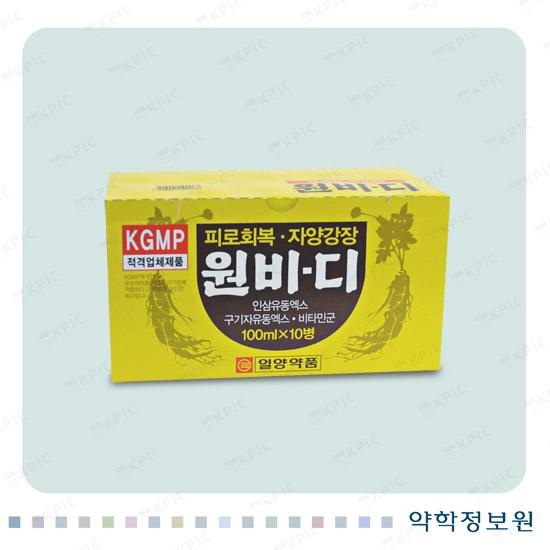 원비·디
KGMP
적격업체제품
피로회복·자양강장
원비·디
인삼유동엑스
구기자유동엑스·비타민군
100ml×10병
일양약품
약학정보원
KPIC